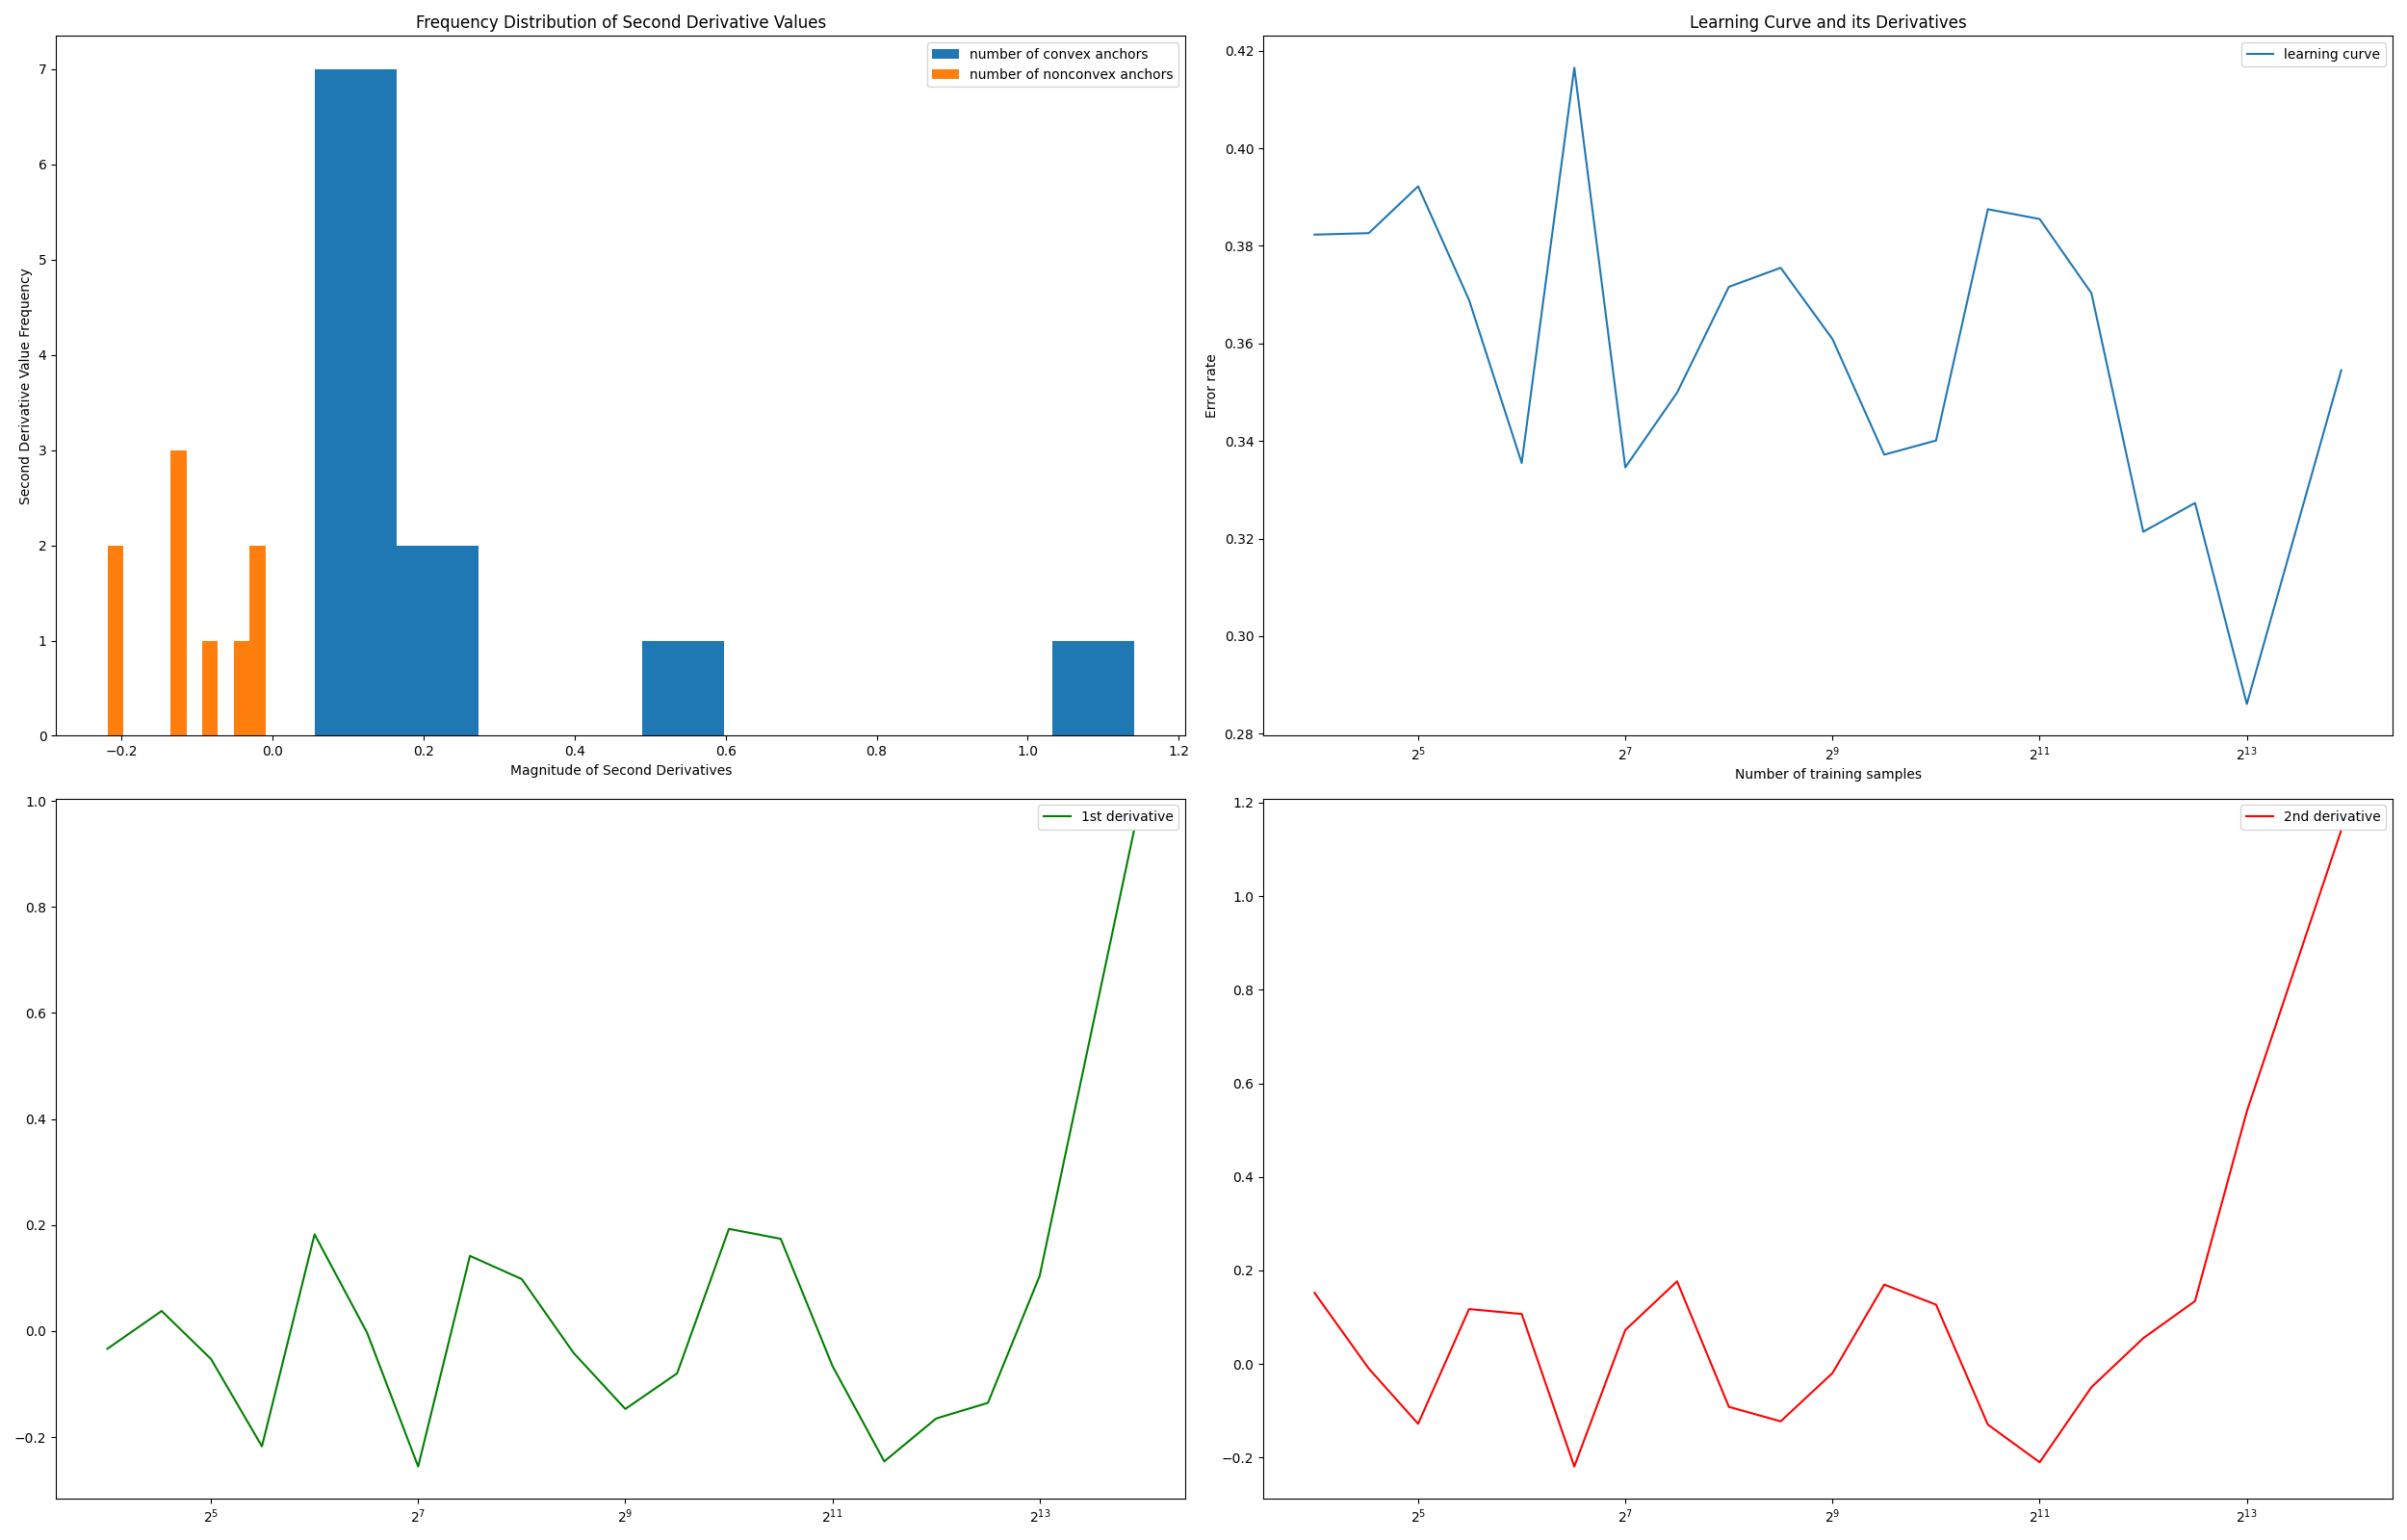 Frequency Distribution of Second Derivative Values
number of convex anchors
number of nonconvex anchors
Second Derivative Value Frequency
7
6
5
4
3
2
1
0
−0.2 0.0 0.2 0.4 0.6 0.8 1.0 1.2
Magnitude of Second Derivatives
Learning Curve and its Derivatives
learning curve
Error rate
0.42
0.40
0.38
0.36
0.34
0.32
0.30
0.28
2^5 2^7 2^9 2^11 2^13
Number of training samples
1st derivative
1.0
0.8
0.6
0.4
0.2
0.0
−0.2
2^5 2^7 2^9 2^11 2^13
2nd derivative
1.2
1.0
0.8
0.6
0.4
0.2
0.0
−0.2
2^5 2^7 2^9 2^11 2^13